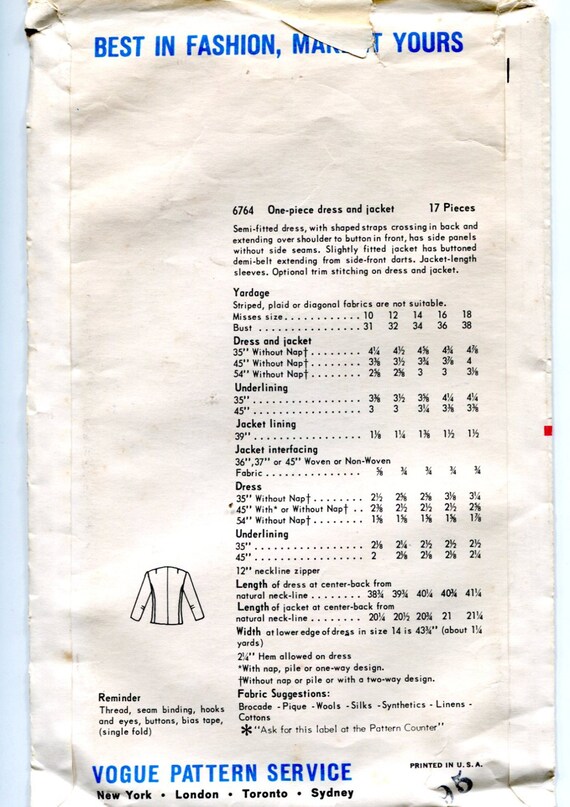 BEST IN FASHION, MAKE IT YOURS
6764 One-piece dress and jacket 17 Pieces
Semi-fitted dress, with shaped straps crossing in back and
extending over shoulder to button in front, has side panels
without side seams. Slightly fitted jacket has buttoned
demi-belt extending from side-front darts. Jacket-length
sleeves. Optional trim stitching on dress and jacket.
Yardage
Striped, plaid or diagonal fabrics are not suitable.
Misses size............ 10 12 14 16 18
Bust ............... 31 32 34 36 38
Dress and jacket
35" Without Nap†........ 4¼ 4½ 4⅝ 4¾ 4⅞
45" Without Nap†........ 3⅜ 3½ 3¾ 3⅞ 4
54" Without Nap†........ 2⅝ 2⅝ 3 3 3⅛
Underlining
35"................ 3⅜ 3½ 3⅝ 4¼ 4¼
45"................ 3 3 3¼ 3⅜ 3⅜
Jacket lining
39"................ 1⅛ 1¼ 1⅜ 1½ 1½
Jacket interfacing
36",37" or 45" Woven or Non-Woven
Fabric ............... ⅝ ¾ ¾ ¾ ¾
Dress
35" Without Nap†........ 2½ 2⅝ 2⅝ 3⅛ 3¼
45" With* or Without Nap† .. 2⅜ 2½ 2½ 2½ 2⅝
54" Without Nap†........ 1⅝ 1⅝ 1⅝ 1⅝ 1⅞
Underlining
35"................ 2⅛ 2¼ 2½ 2½ 2½
45"................ 2 2⅛ 2⅛ 2⅛ 2¼
12" neckline zipper
Length of dress at center-back from
natural neck-line ........ 38¾ 39¾ 40¼ 40¾ 41¼
Length of jacket at center-back from
natural neck-line........ 20¼ 20½ 20¾ 21 21¼
Width at lower edge of dress in size 14 is 43¾" (about 1¼
yards)
2¼" Hem allowed on dress
*With nap, pile or one-way design.
†Without nap or pile or with a two-way design.
Fabric Suggestions:
Brocade - Pique - Wools - Silks - Synthetics - Linens -
Cottons
* "Ask for this label at the Pattern Counter"
Reminder
Thread, seam binding, hooks
and eyes, buttons, bias tape,
(single fold)
VOGUE PATTERN SERVICE
PRINTED IN U.S.A.
New York • London • Toronto • Sydney
95